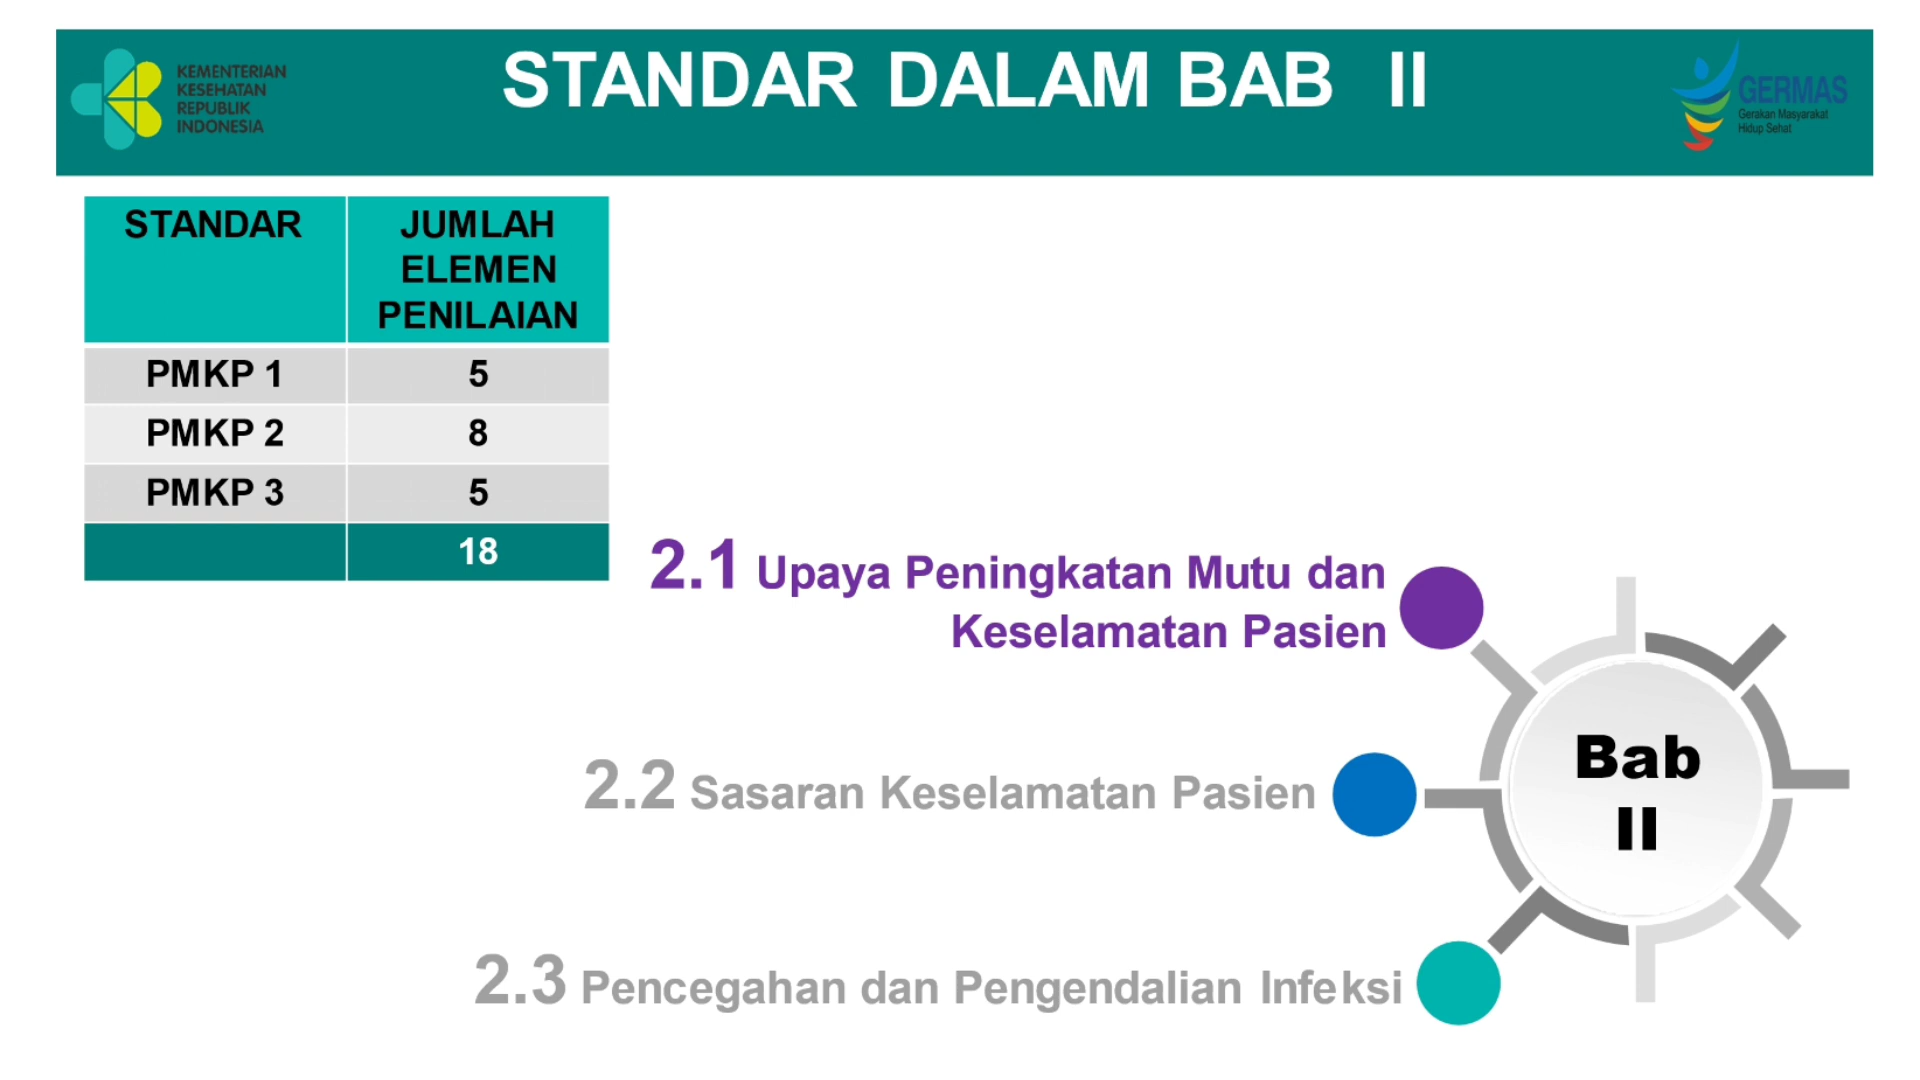 KEMENTERIAN
KESEHATAN
REPUBLIK
INDONESIA
STANDAR DALAM BAB II
GERMAS
Gerakan Masyarakat
Hidup Sehat
STANDAR JUMLAH
ELEMEN
PENILAIAN
PMKP 1 5
PMKP 2 8
PMKP 3 5
18
2.1 Upaya Peningkatan Mutu dan
Keselamatan Pasien
2.2 Sasaran Keselamatan Pasien
2.3 Pencegahan dan Pengendalian Infeksi
Bab
II